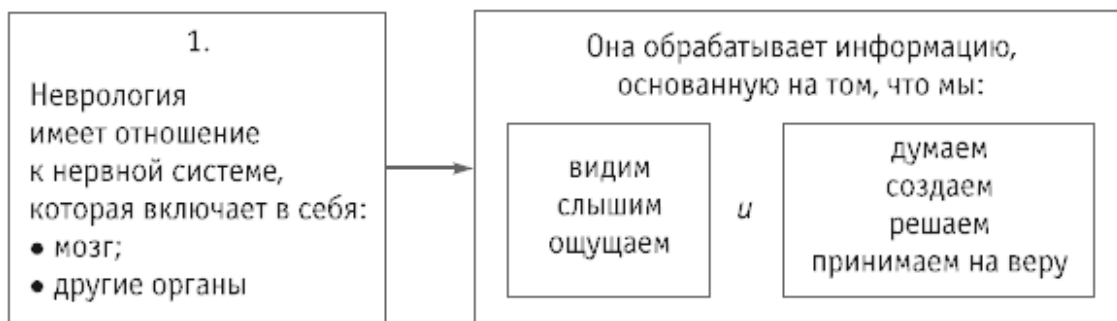 1.
Неврология
имеет отношение
к нервной системе,
которая включает в себя:
• мозг;
• другие органы
Она обрабатывает информацию,
основанную на том, что мы:
видим
слышим
ощущаем
и
думаем
создаем
решаем
принимаем на веру